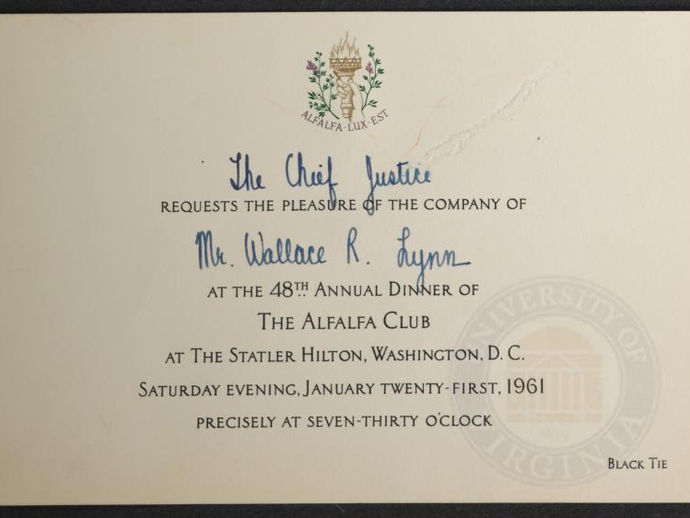 ALFALFA·LUX·EST
The Chief Justice
REQUESTS THE PLEASURE OF THE COMPANY OF
Mr. Wallace R. Lynn
AT THE 48TH ANNUAL DINNER OF
THE ALFALFA CLUB
AT THE STATLER HILTON, WASHINGTON, D. C.
SATURDAY EVENING, JANUARY TWENTY-FIRST, 1961
PRECISELY AT SEVEN-THIRTY O'CLOCK
BLACK TIE
UNIVERSITY OF VIRGINIA